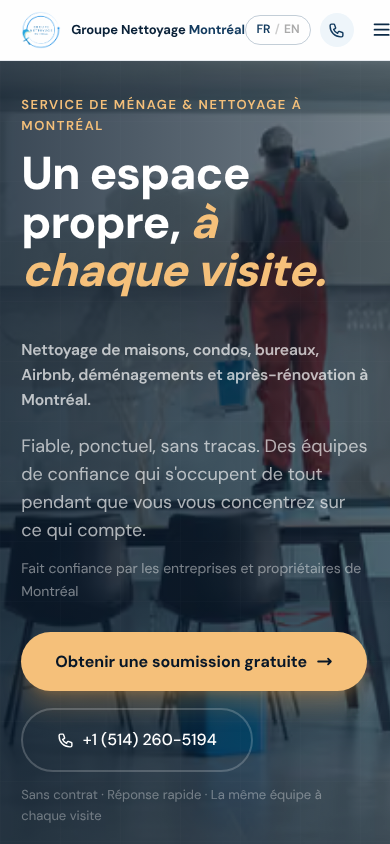 Groupe Nettoyage Montréal
FR / EN
SERVICE DE MÉNAGE & NETTOYAGE À
MONTRÉAL
Un espace
propre, à
chaque visite.
Nettoyage de maisons, condos, bureaux,
Airbnb, déménagements et après-rénovation à
Montréal.
Fiable, ponctuel, sans tracas. Des équipes
de confiance qui s'occupent de tout
pendant que vous vous concentrez sur
ce qui compte.
Fait confiance par les entreprises et propriétaires de
Montréal
Obtenir une soumission gratuite →
+1 (514) 260-5194
Sans contrat · Réponse rapide · La même équipe à
chaque visite